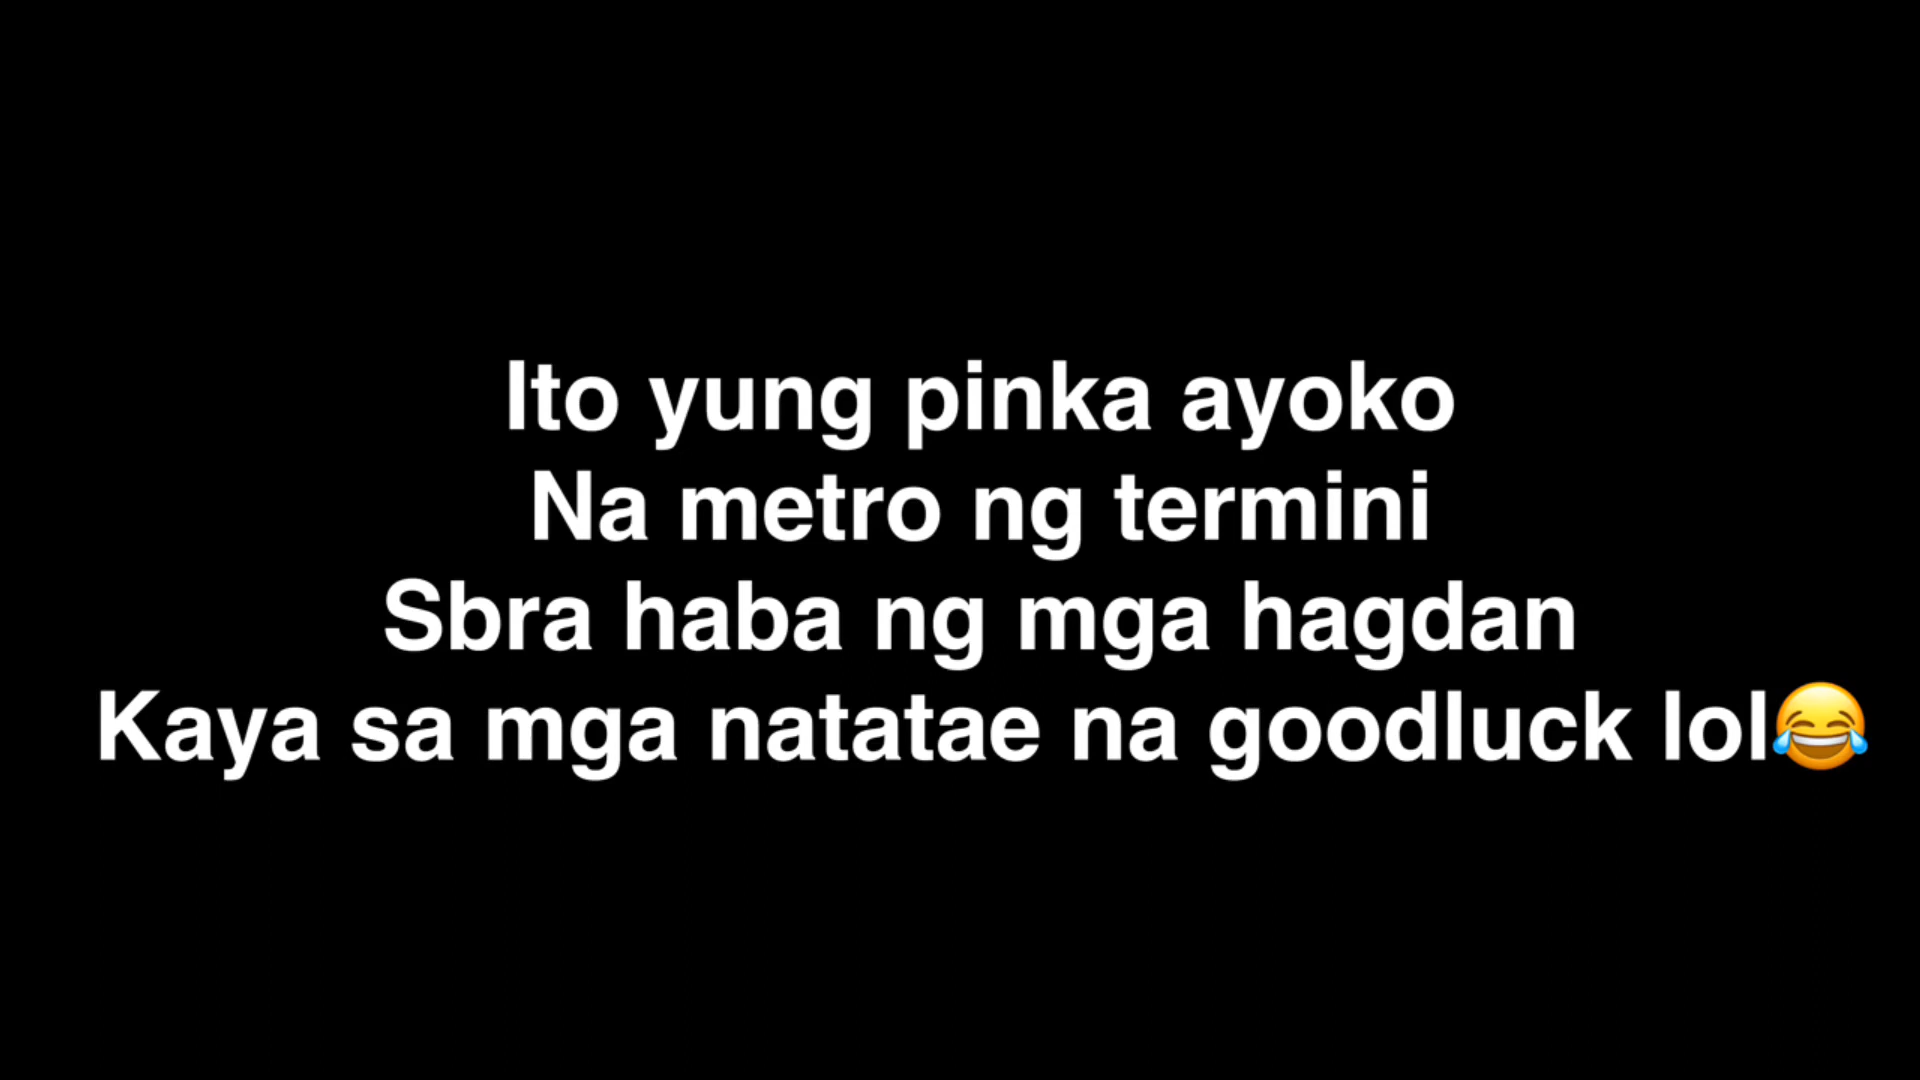 Ito yung pinka ayoko
Na metro ng termini
Sbra haba ng mga hagdan
Kaya sa mga natatae na goodluck lol😂